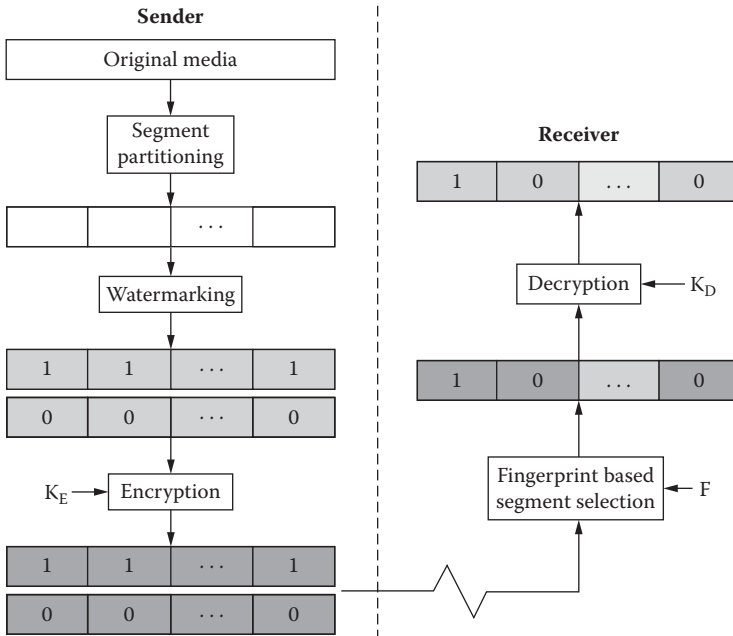 Sender
Original media
Segment
partitioning
. . .
Watermarking
1 1 . . . 1
0 0 . . . 0
K_E Encryption
1 1 . . . 1
0 0 . . . 0
Receiver
1 0 . . . 0
Decryption K_D
1 0 . . . 0
Fingerprint based
segment selection F